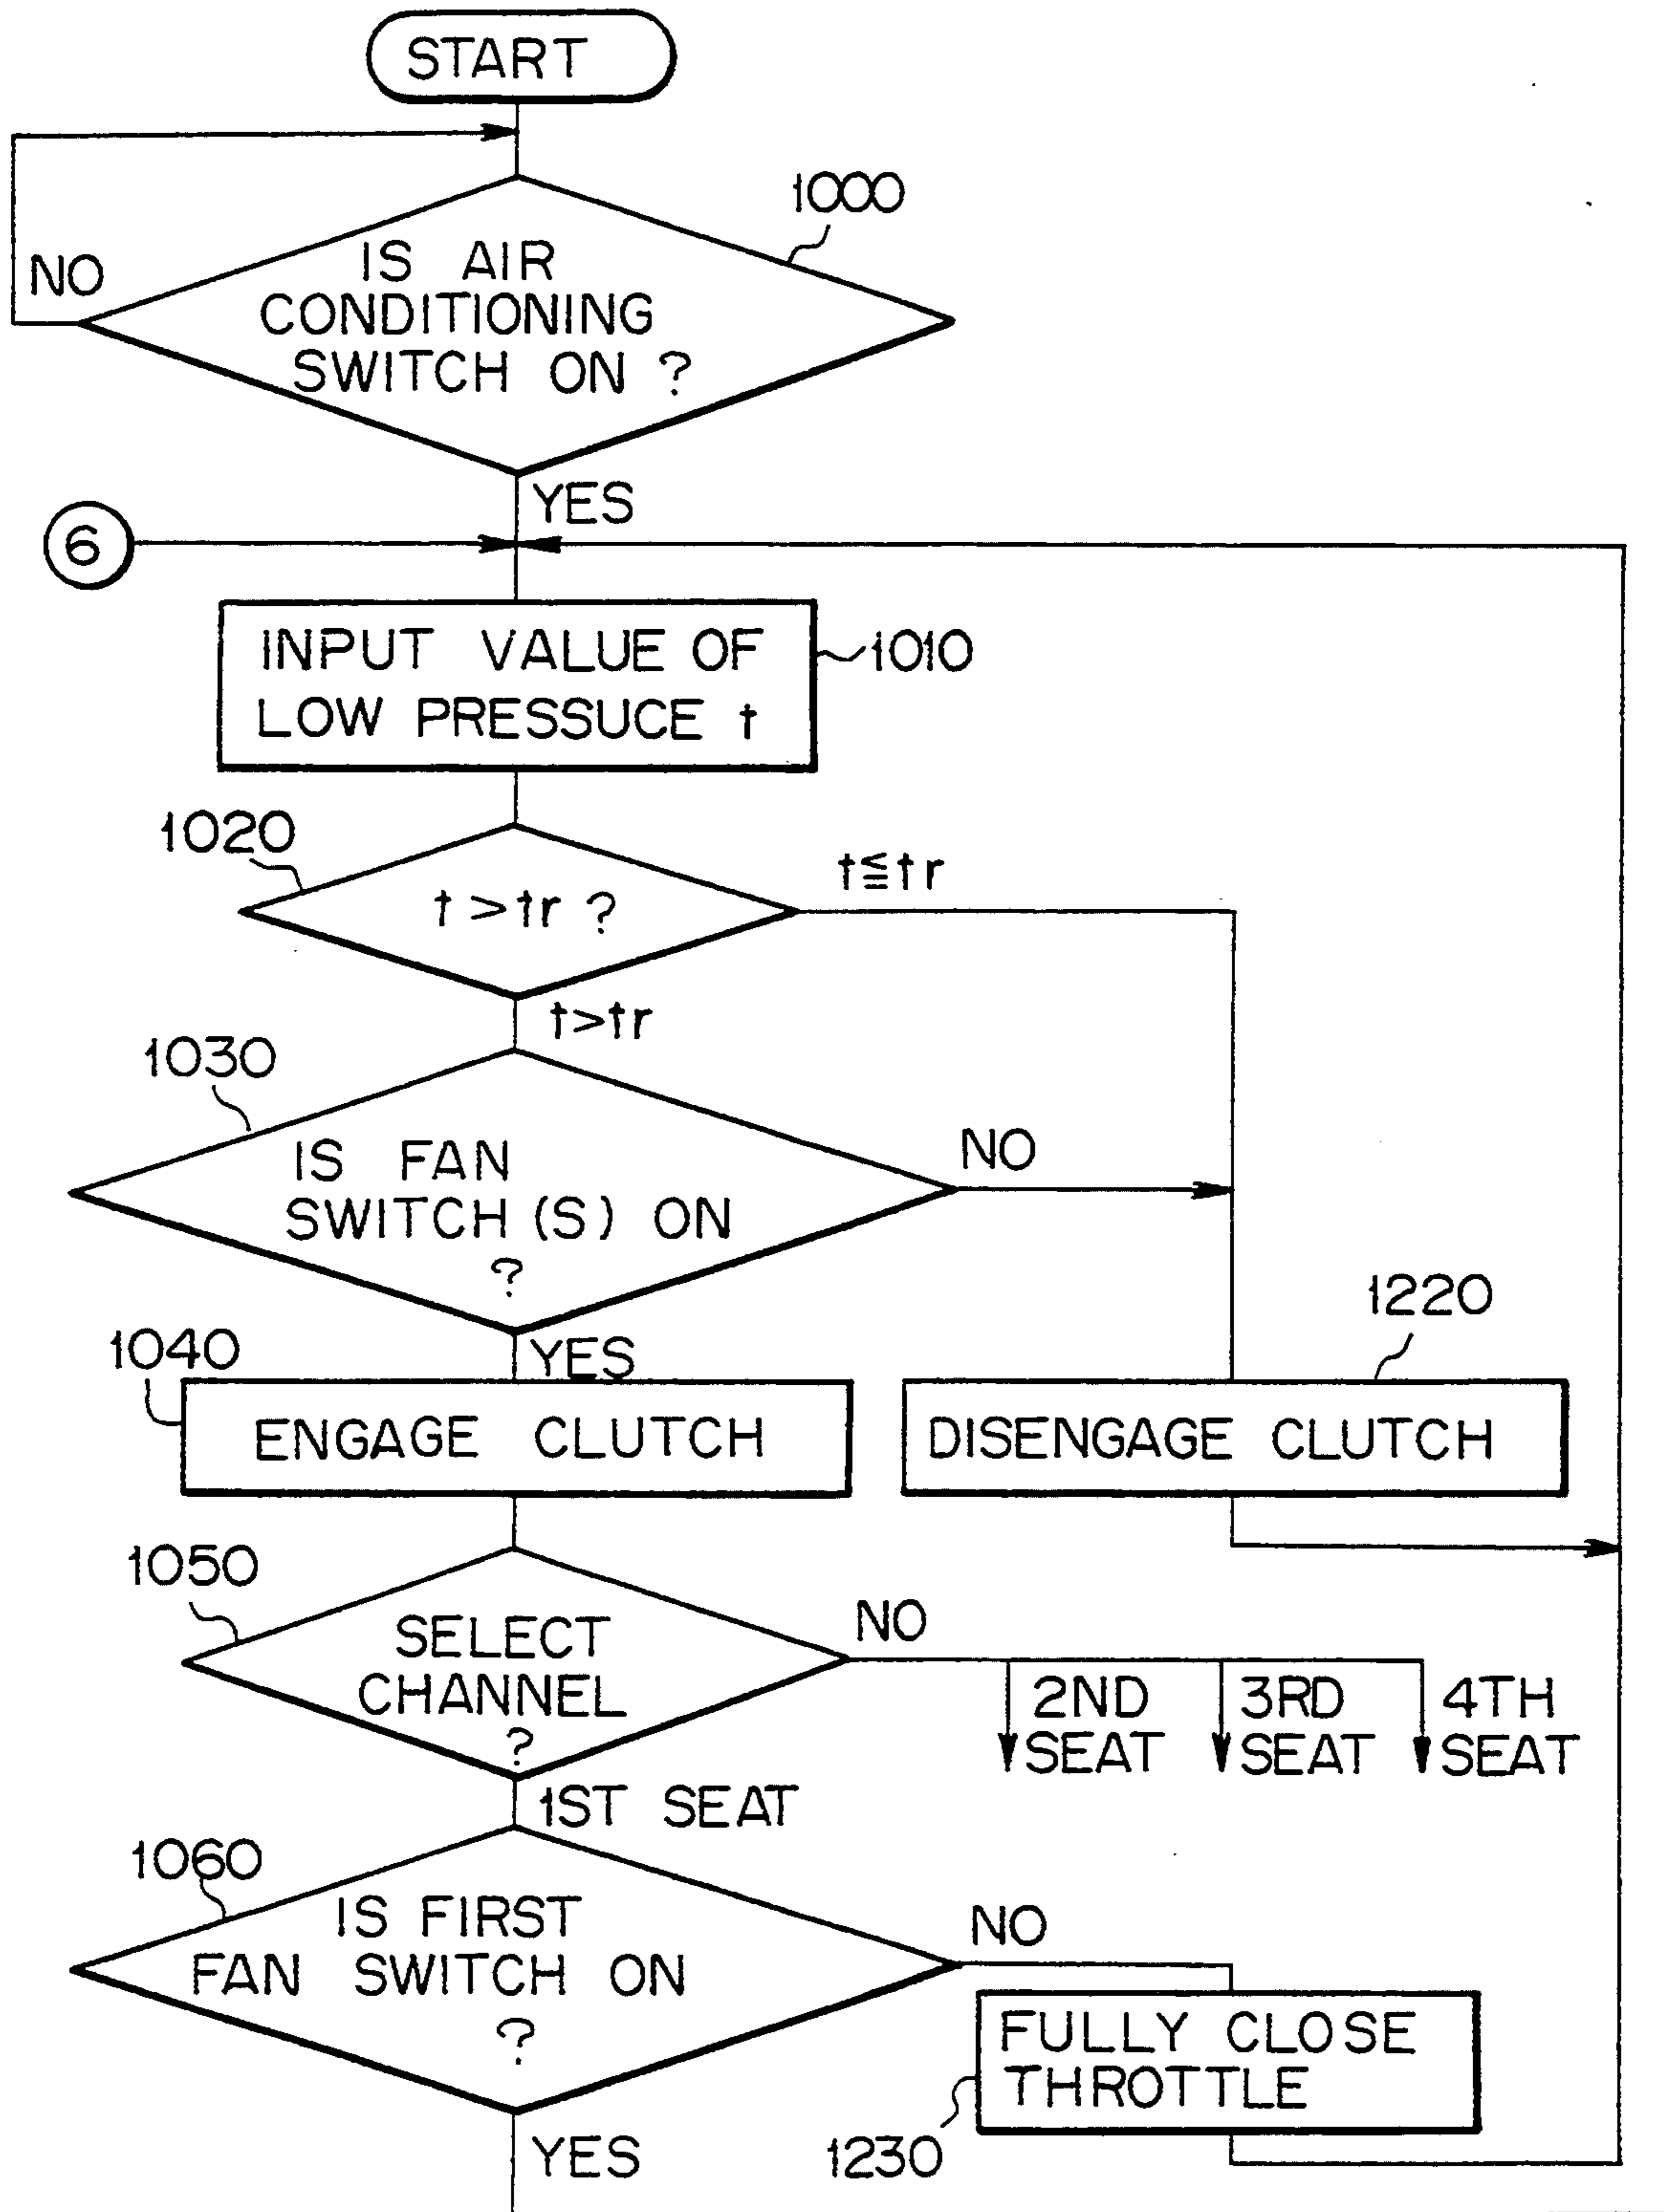 START
1000
NO
IS AIR
CONDITIONING
SWITCH ON ?
YES
6
INPUT VALUE OF
LOW PRESSUCE t
1010
1020
t > tr ?
t ≦ tr
t > tr
1030
IS FAN
SWITCH (S) ON
?
NO
1220
1040
YES
ENGAGE CLUTCH
DISENGAGE CLUTCH
1050
SELECT
CHANNEL
?
NO
2ND
SEAT
3RD
SEAT
4TH
SEAT
1ST SEAT
1060
IS FIRST
FAN SWITCH ON
?
NO
FULLY CLOSE
THROTTLE
1230
YES